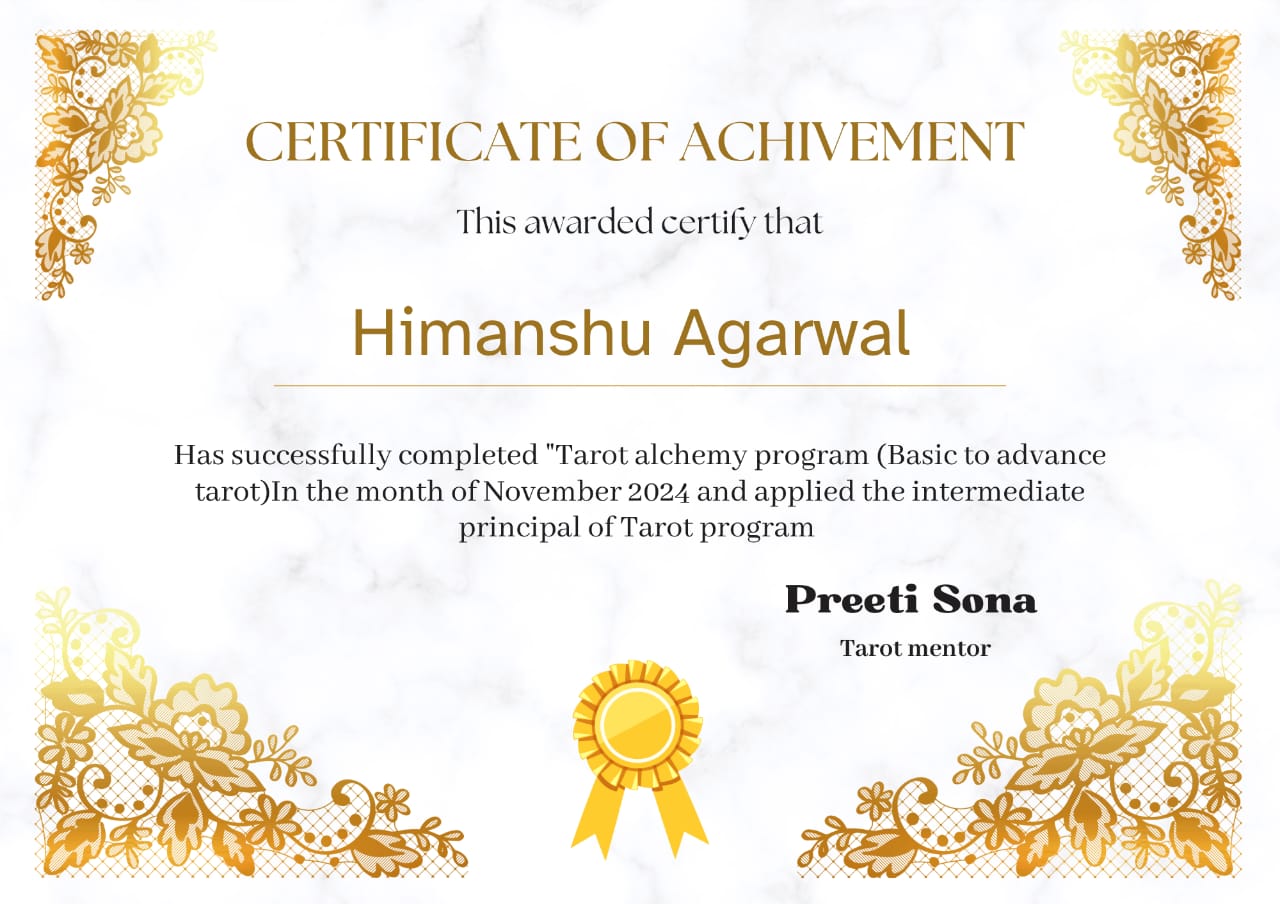 CERTIFICATE OF ACHIVEMENT
This awarded certify that
Himanshu Agarwal
Has successfully completed "Tarot alchemy program (Basic to advance
tarot)In the month of November 2024 and applied the intermediate
principal of Tarot program
Preeti Sona
Tarot mentor